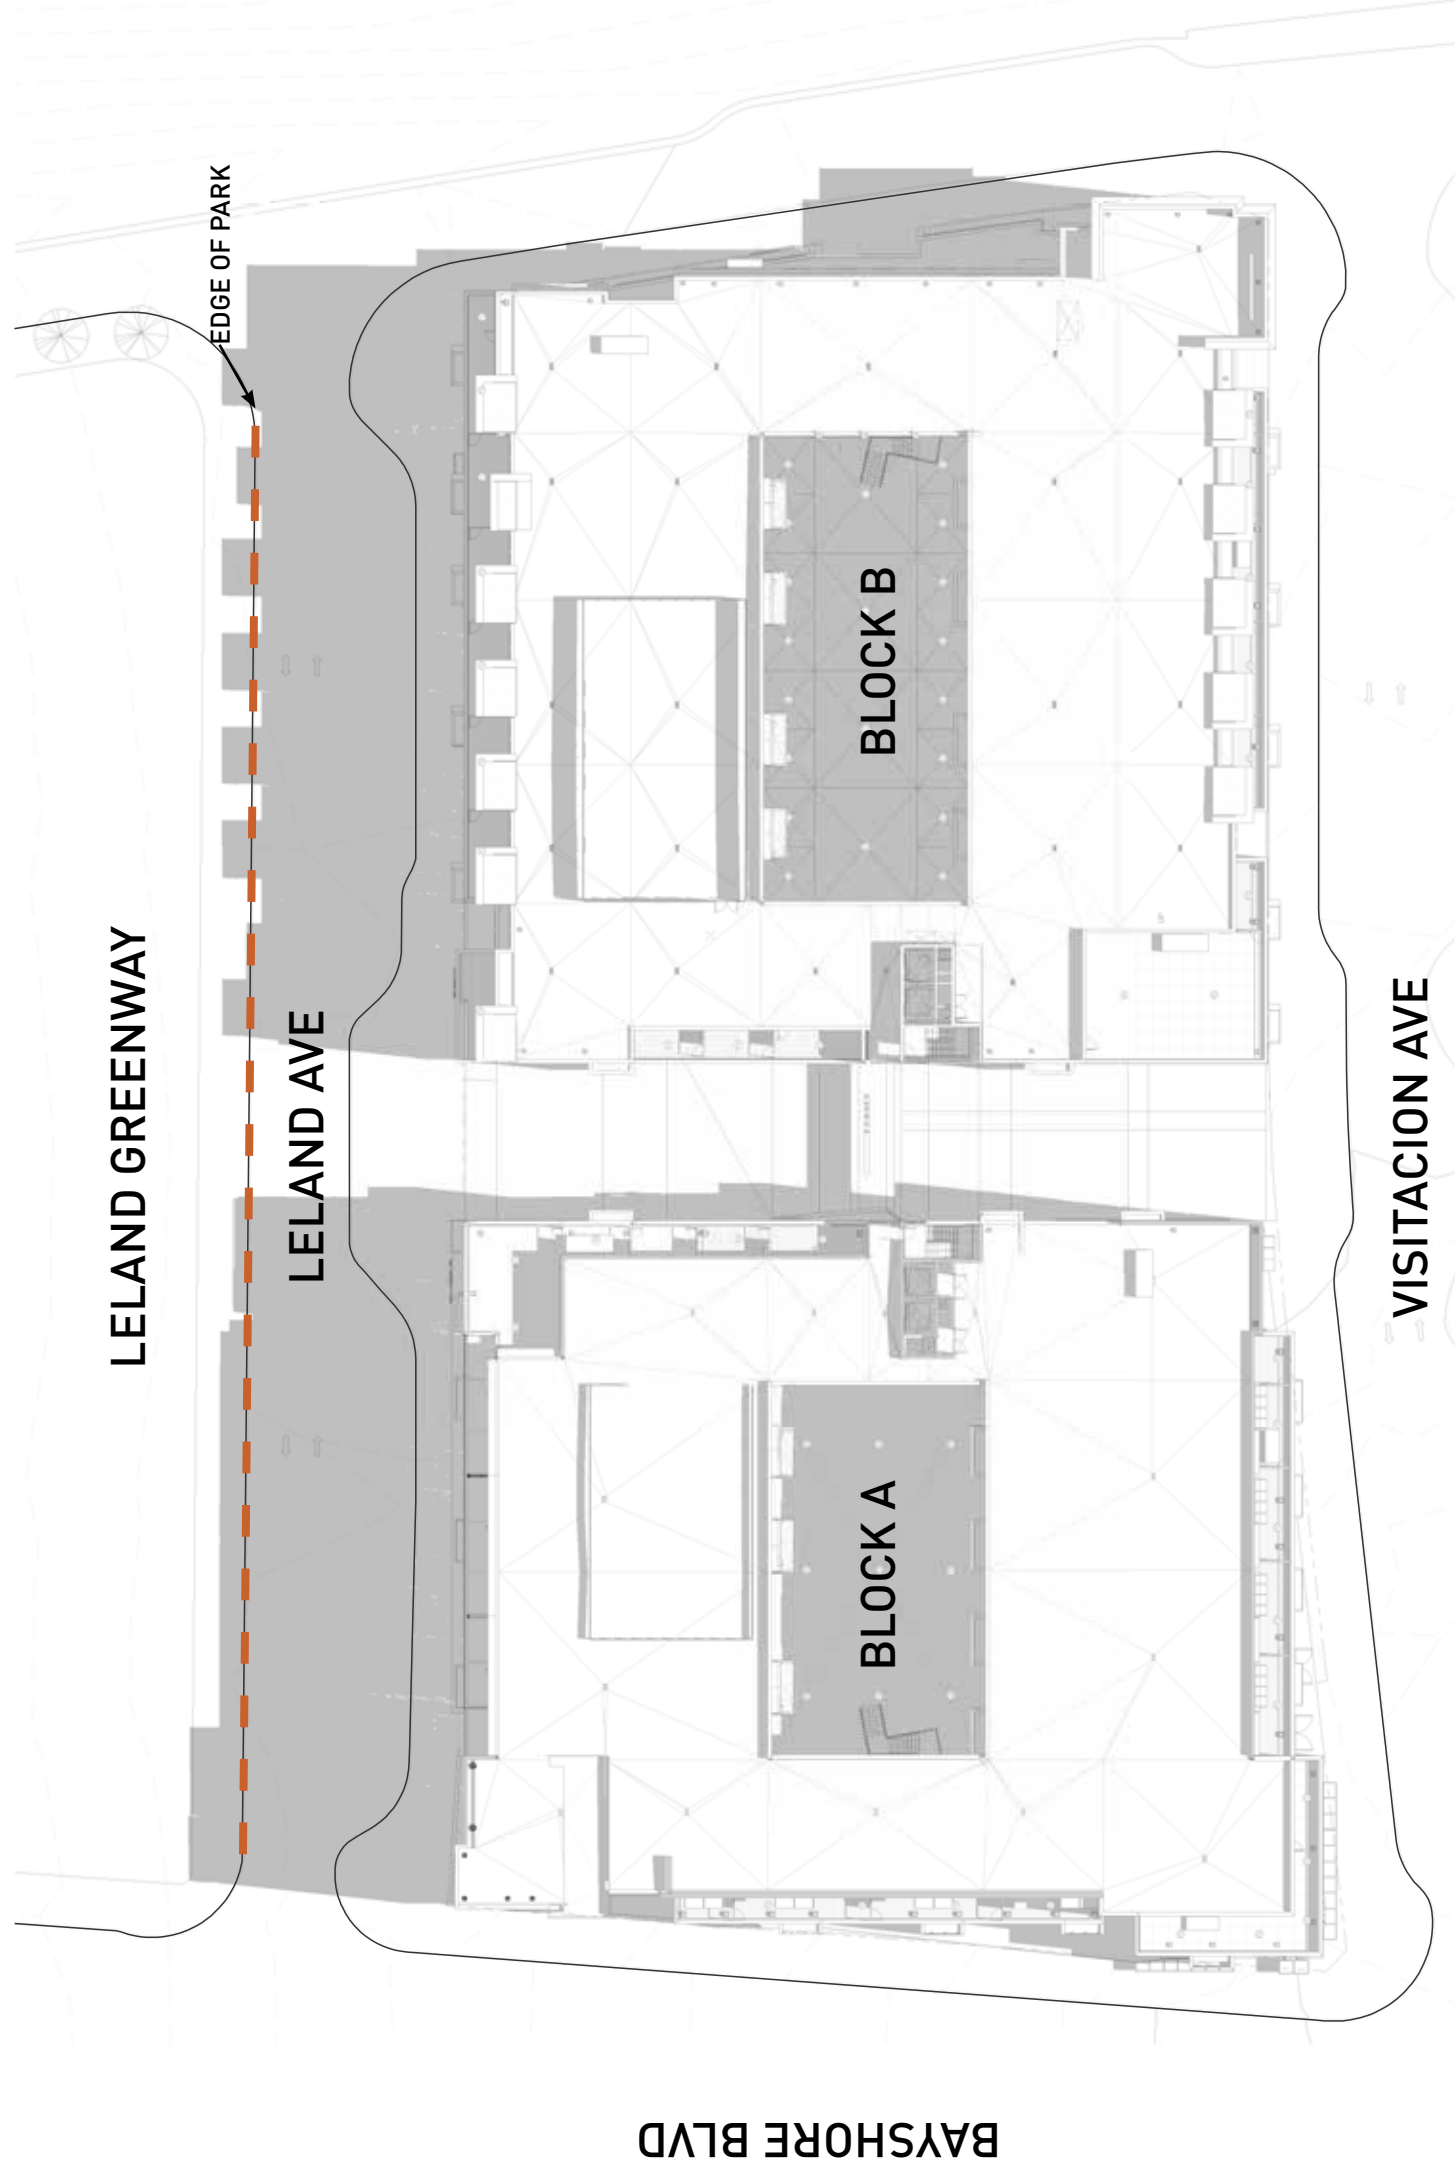 EDGE OF PARK
LELAND GREENWAY
LELAND AVE
BLOCK B
BLOCK A
VISITACION AVE
BAYSHORE BLVD